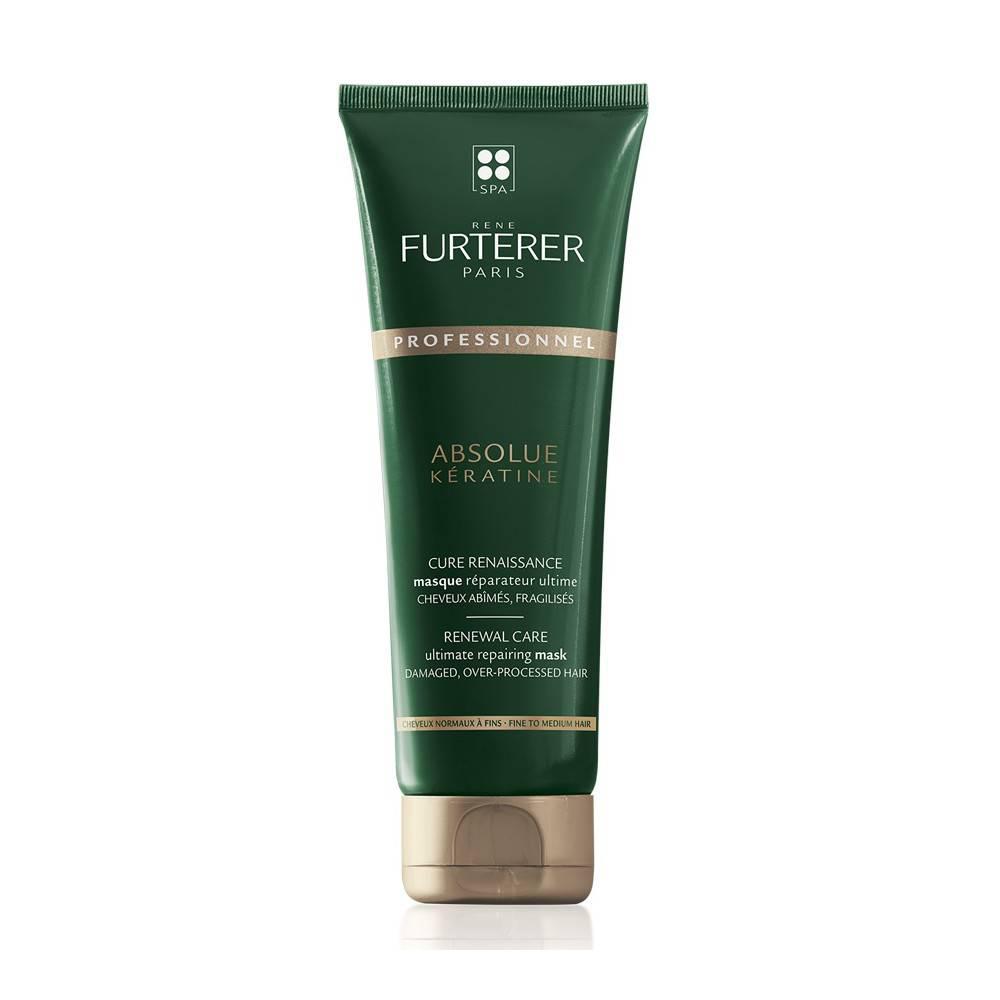 SPA
RENE
FURTERER
PARIS
PROFESSIONNEL
ABSOLUE
KÉRATINE
CURE RENAISSANCE
masque réparateur ultime
CHEVEUX ABÎMÉS, FRAGILISÉS
RENEWAL CARE
ultimate repairing mask
DAMAGED, OVER-PROCESSED HAIR
CHEVEUX NORMAUX À FINS • FINE TO MEDIUM HAIR